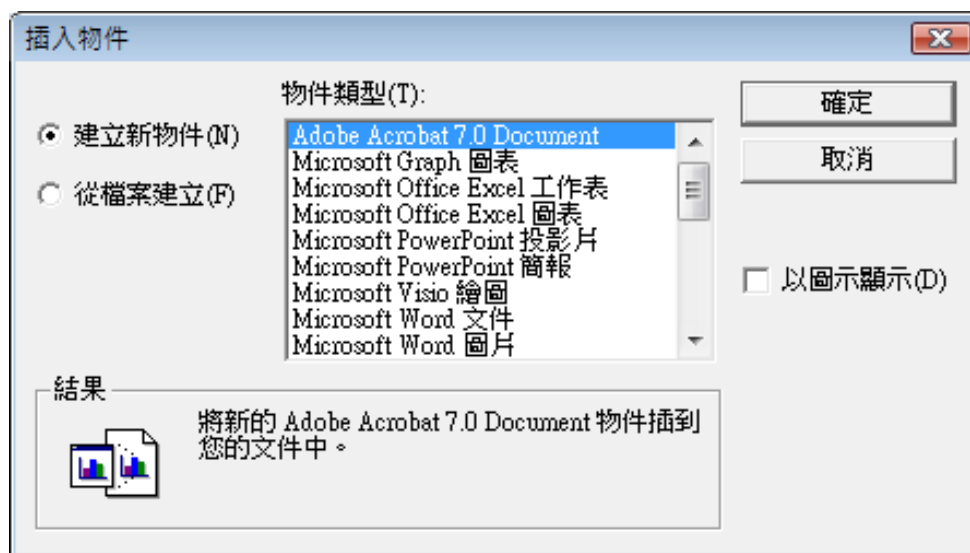 插入物件
物件類型(T):
建立新物件(N)
從檔案建立(F)
Adobe Acrobat 7.0 Document
Microsoft Graph 圖表
Microsoft Office Excel 工作表
Microsoft Office Excel 圖表
Microsoft PowerPoint 投影片
Microsoft PowerPoint 簡報
Microsoft Visio 繪圖
Microsoft Word 文件
Microsoft Word 圖片
確定
取消
以圖示顯示(D)
結果
將新的 Adobe Acrobat 7.0 Document 物件插到
您的文件中。